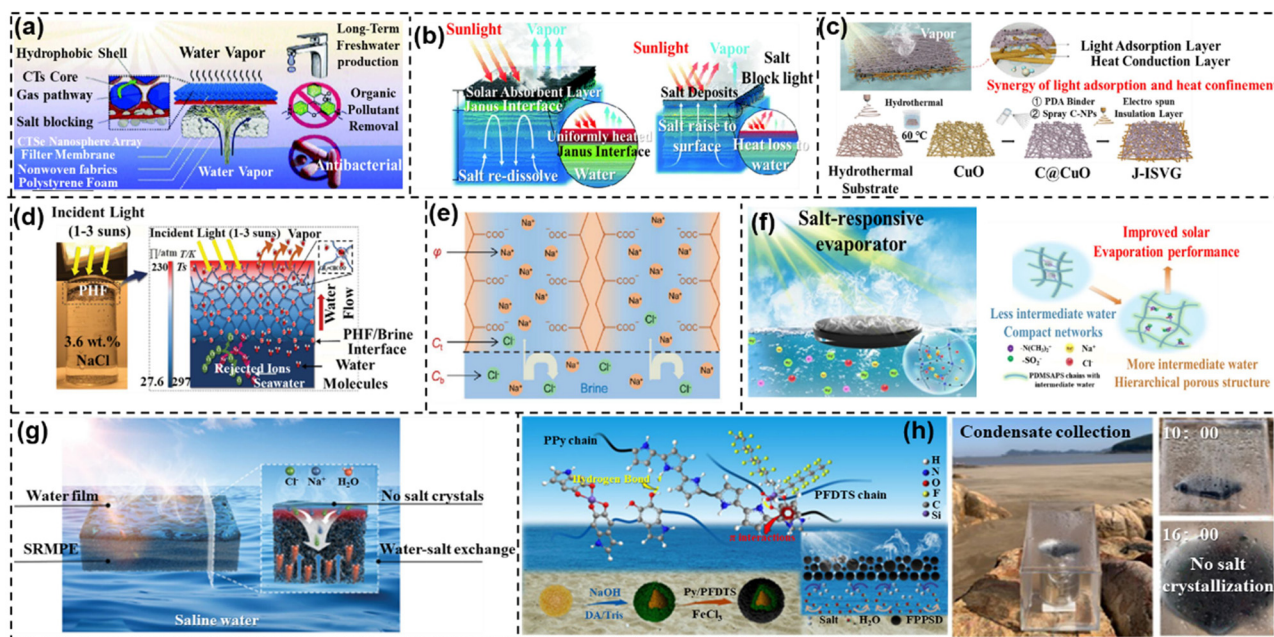 (a)
Hydrophobic Shell
CTs Core
Gas pathway
Salt blocking
CTSe Nanosphere Array
Filter Membrane
Nonwoven fabrics
Polystyrene Foam
Water Vapor
Water Vapor
Long-Term
Freshwater
production
Organic
Pollutant
Removal
Antibacterial
(b)
Sunlight
Vapor
Solar Absorbent Layer
Janus Interface
Uniformly heated
Janus Interface
Water
Salt re-dissolve
Sunlight
Vapor
Salt
Block light
Salt Deposits
Salt raise to
surface
Heat loss to
water
(c)
Vapor
Light Adsorption Layer
Heat Conduction Layer
Synergy of light adsorption and heat confinemen
Hydrothermal
60 °C
① PDA Binder
② Spray C-NPs
Electro spun
Insulation Layer
Hydrothermal
Substrate
CuO
C@CuO
J-ISVG
(d)
Incident Light
(1-3 suns)
PHF
3.6 wt.%
NaCl
Incident Light (1-3 suns)
Vapor
∏/atm T/K
230 Ts
27.6 297
Water
Flow
PHF/Brine
Interface
Water
Molecules
Rejected Ions
Seawater
(e)
COO⁻
Na⁺
Cl⁻
φ
C_f
C_b
Brine
(f)
Salt-responsive
evaporator
Improved solar
Evaporation performance
Less intermediate water
Compact networks
-N(CH₃)₂⁺
-SO₂⁻
Na⁺
Cl⁻
PDMSAPS chains with
intermediate water
More intermediate water
Hierarchical porous structure
(g)
Water film
SRMPE
Cl⁻ Na⁺ H₂O
No salt crystals
Water-salt exchange
Saline water
(h)
PPy chain
Hydrogen Bond
PFDTS chain
π interactions
H
N
O
F
C
Si
NaOH
DA/Tris
Py/PFDTS
FeCl₃
Salt H₂O FPPSD
Condensate collection
10: 00
16: 00
No salt
crystallization